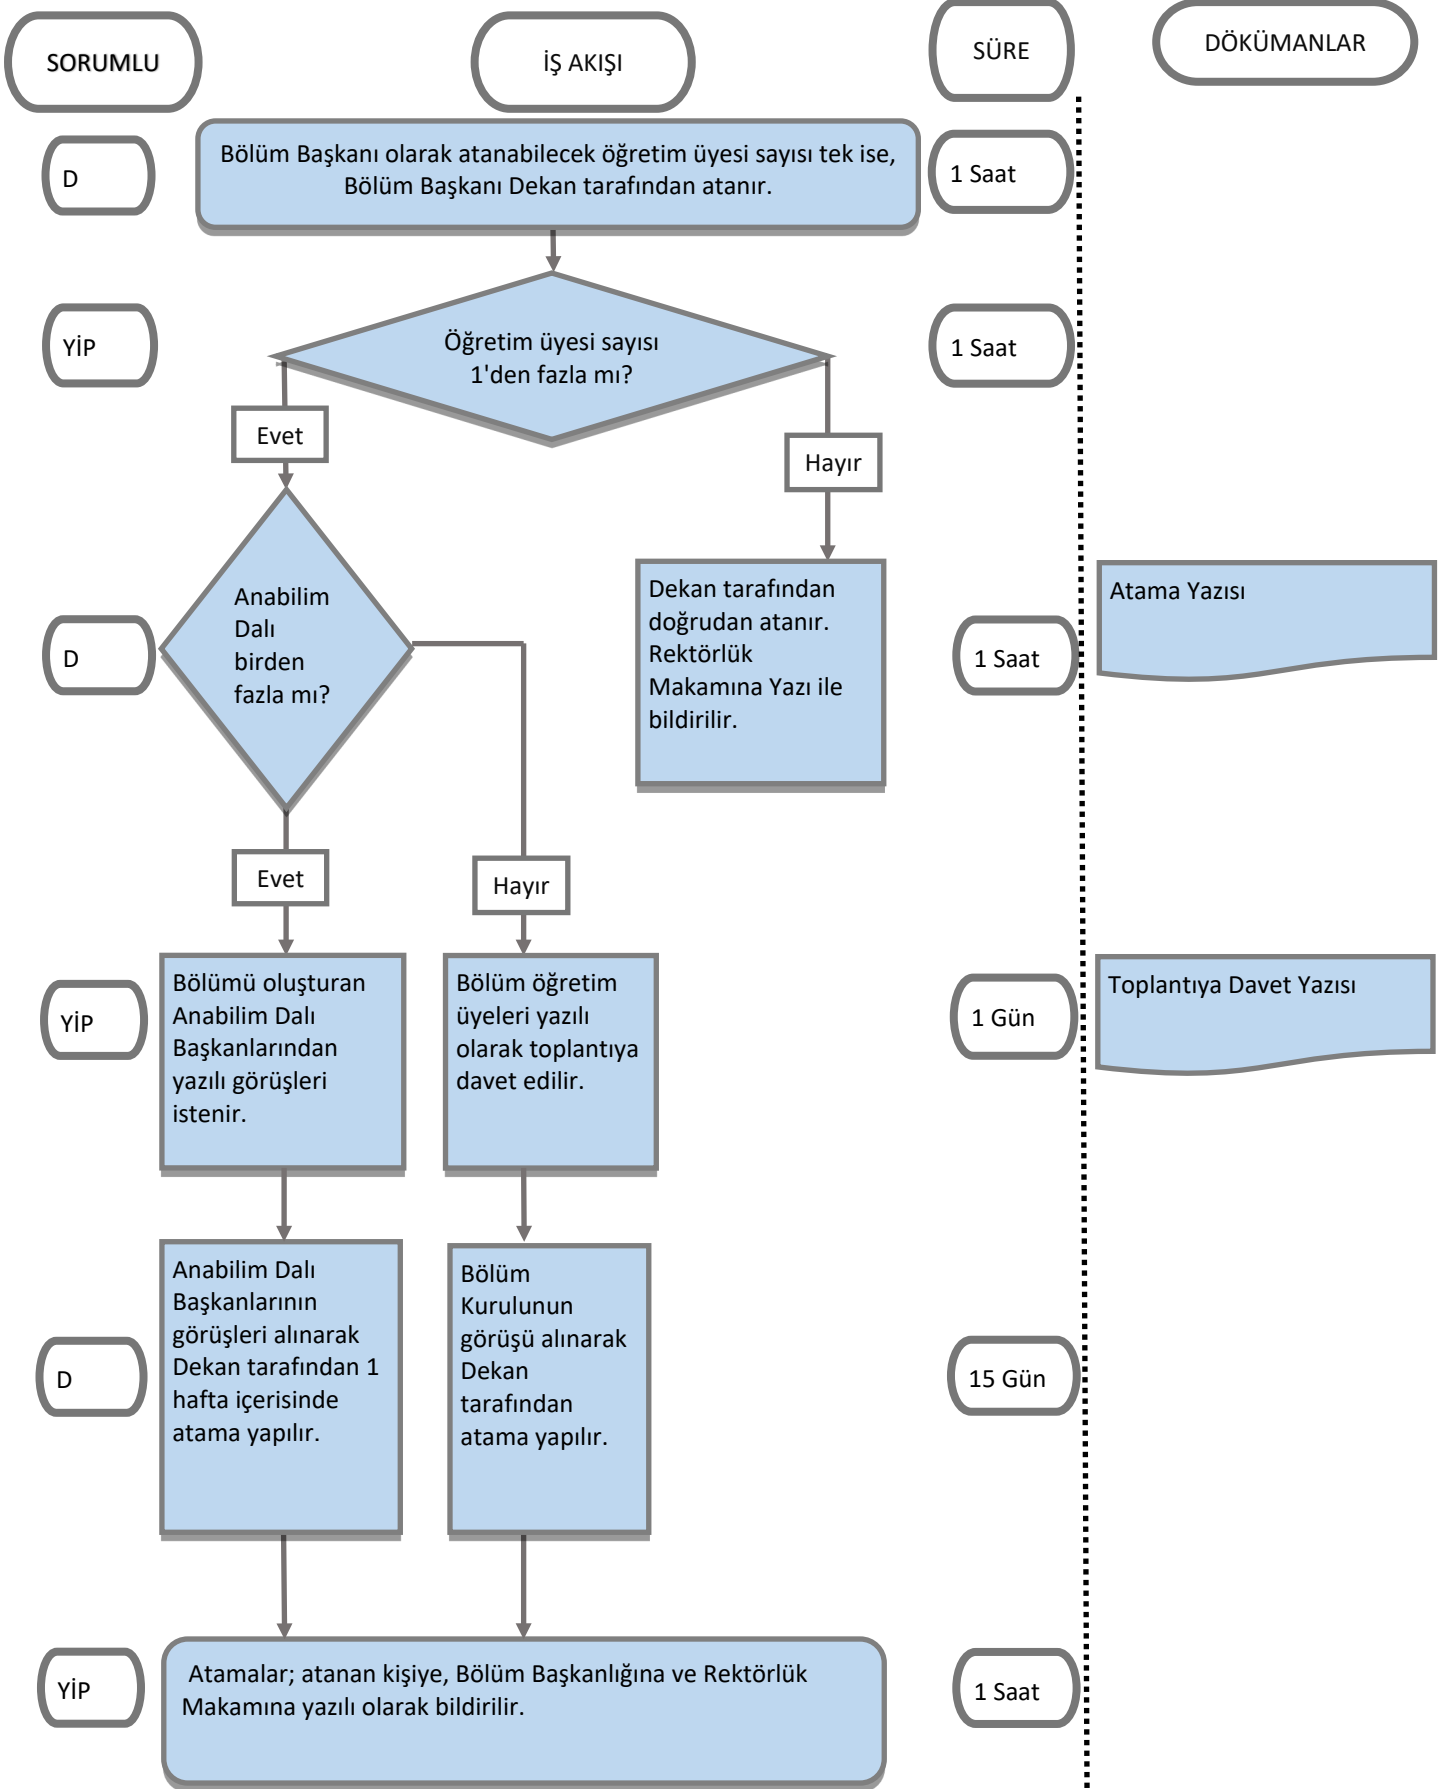 SORUMLU
İŞ AKIŞI
SÜRE
DÖKÜMANLAR
D
Bölüm Başkanı olarak atanabilecek öğretim üyesi sayısı tek ise,
Bölüm Başkanı Dekan tarafından atanır.
1 Saat
YİP
Öğretim üyesi sayısı
1'den fazla mı?
1 Saat
Evet
Hayır
D
Anabilim
Dalı
birden
fazla mı?
Dekan tarafından
doğrudan atanır.
Rektörlük
Makamına Yazı ile
bildirilir.
1 Saat
Atama Yazısı
Evet
Hayır
YİP
Bölümü oluşturan
Anabilim Dalı
Başkanlarından
yazılı görüşleri
istenir.
Bölüm öğretim
üyeleri yazılı
olarak toplantıya
davet edilir.
1 Gün
Toplantıya Davet Yazısı
D
Anabilim Dalı
Başkanlarının
görüşleri alınarak
Dekan tarafından 1
hafta içerisinde
atama yapılır.
Bölüm
Kurulunun
görüşü alınarak
Dekan
tarafından
atama yapılır.
15 Gün
YİP
Atamalar; atanan kişiye, Bölüm Başkanlığına ve Rektörlük
Makamına yazılı olarak bildirilir.
1 Saat